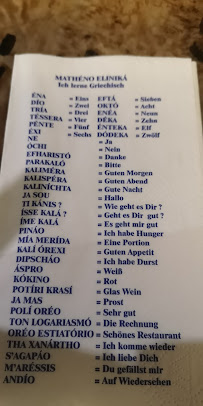 MATHÉNO ELINIKÁ
Ich lerne Griechisch
ÉNA = Eins EFTÁ = Sieben
DÍO = Zwei OKTÓ = Acht
TRÍA = Drei ENÉA = Neun
TÉSSERA = Vier DÉKA = Zehn
PÉNTE = Fünf ÉNTEKA = Elf
ÉXI = Sechs DÓDEKA = Zwölf
NE = Ja
ÓCHI = Nein
EFHARISTÓ = Danke
PARAKALÓ = Bitte
KALIMÉRA = Guten Morgen
KALISPÉRA = Guten Abend
KALINÍCHTA = Gute Nacht
JA SOU = Hallo
TI KÁNIS ? = Wie geht es Dir ?
ÍSSE KALÁ ? = Geht es Dir gut ?
ÍME KALÁ = Es geht mir gut
PINÁO = Ich habe Hunger
MÍA MERÍDA = Eine Portion
KALÍ ÓREXI = Guten Appetit
DIPSCHÁO = Ich habe Durst
ÁSPRO = Weiß
KÓKINO = Rot
POTÍRI KRASÍ = Glas Wein
JA MAS = Prost
POLÍ ORÉO = Sehr gut
TON LOGARIASMÓ = Die Rechnung
ORÉO ESTIATÓRIO = Schönes Restaurant
THA XANÁRTHO = Ich komme wieder
S'AGAPÁO = Ich liebe Dich
M'ARÉSSIS = Du gefällst mir
ANDÍO = Auf Wiedersehen